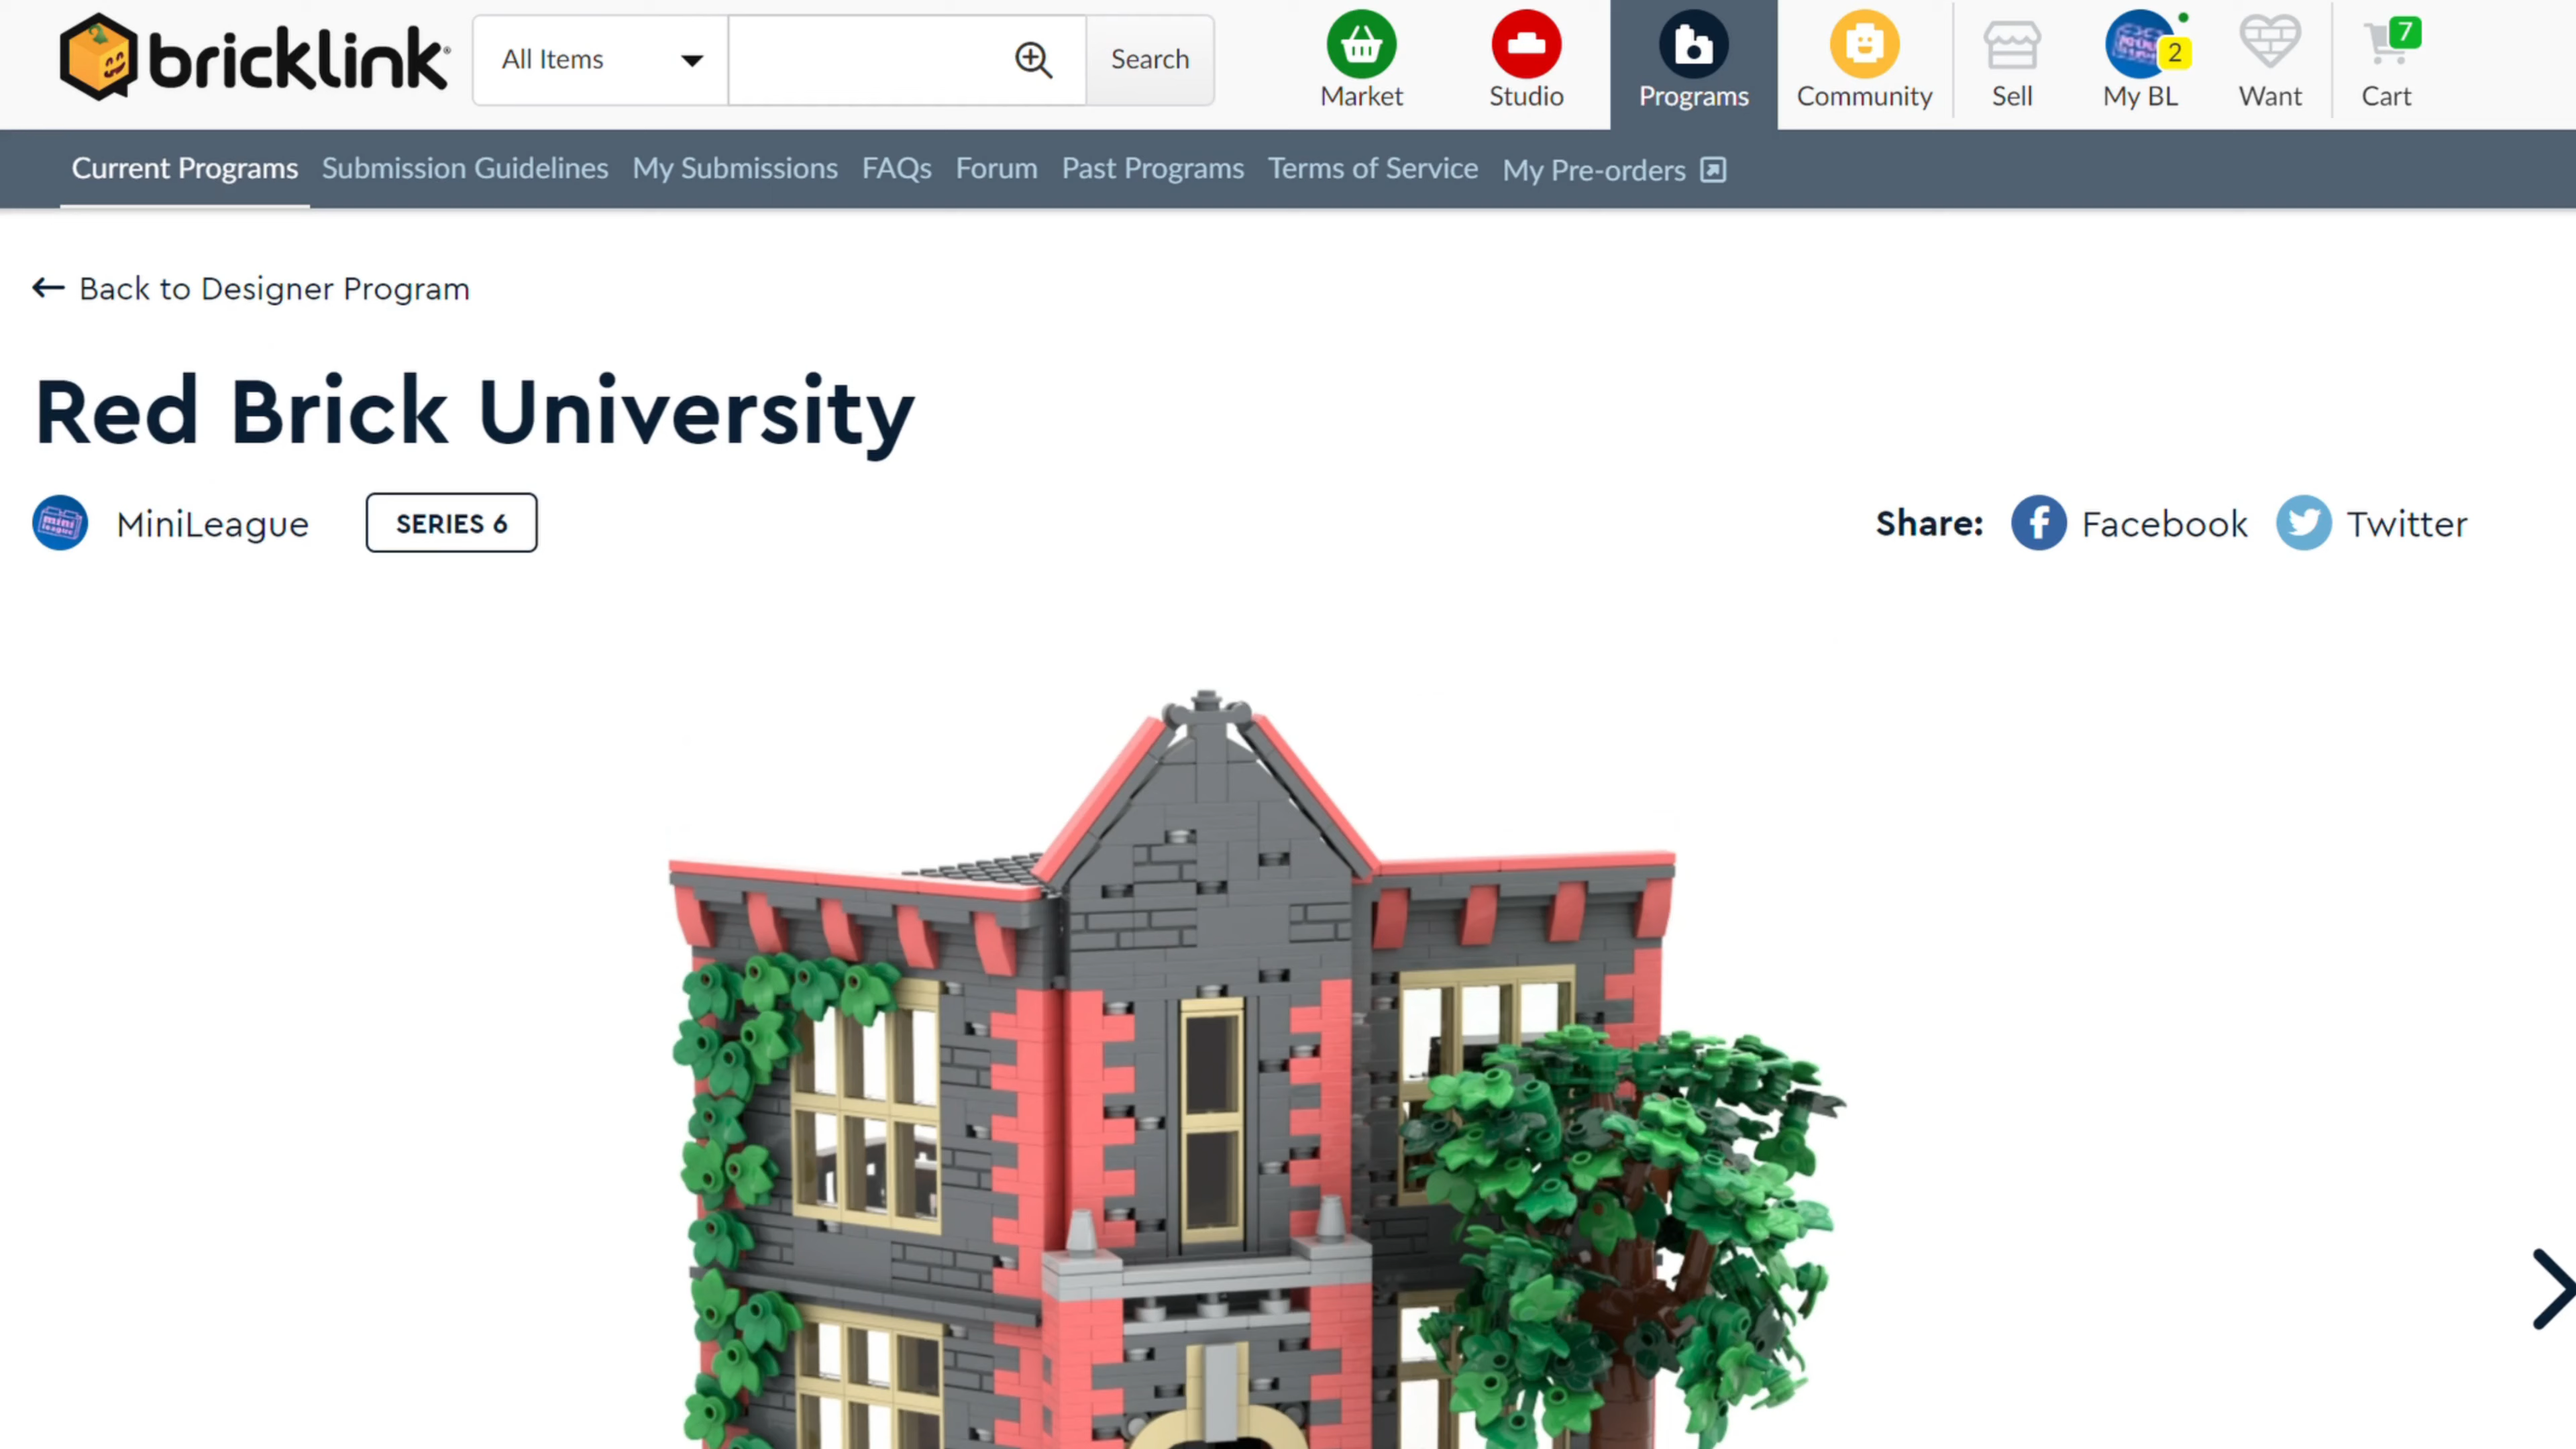 bricklink
All Items
Search
Market
Studio
Programs
Community
Sell
2
My BL
Want
7
Cart
Current Programs Submission Guidelines My Submissions FAQs Forum Past Programs Terms of Service My Pre-orders
Back to Designer Program
Red Brick University
mini league MiniLeague SERIES 6 Share: Facebook Twitter